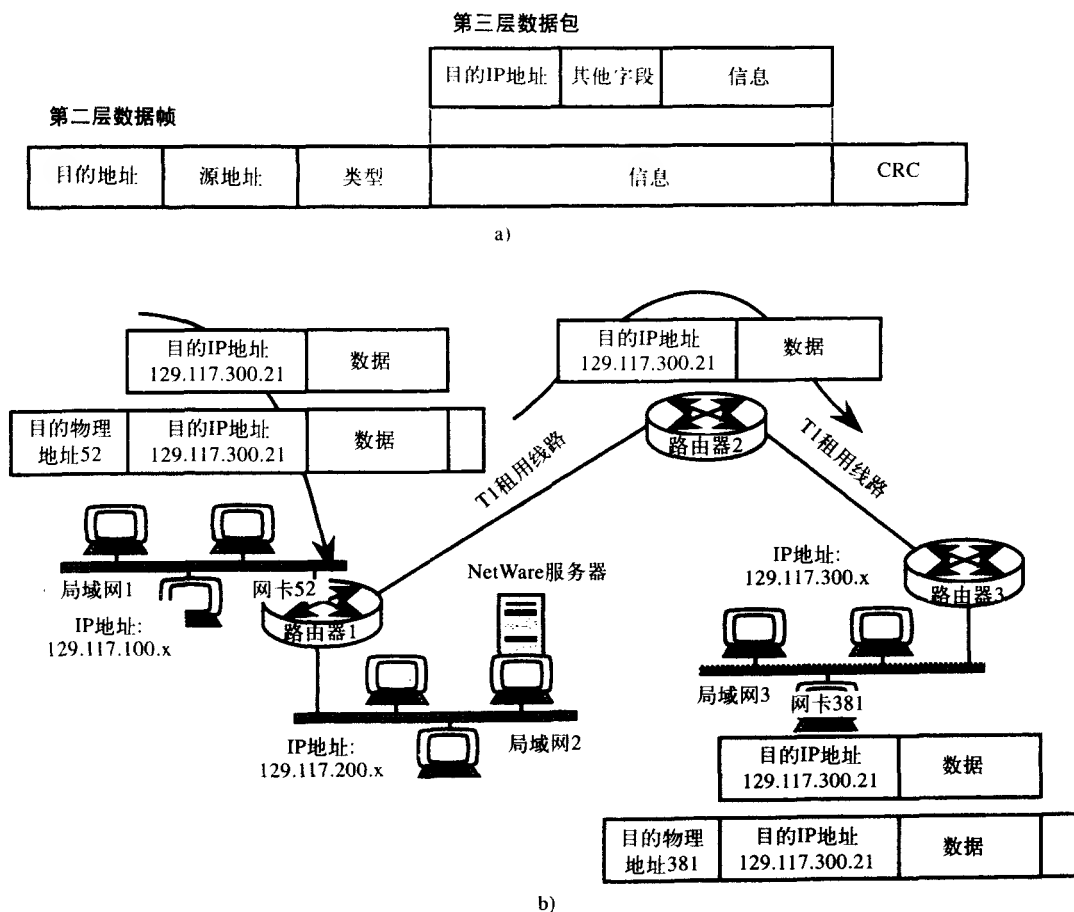 第三层数据包
目的IP地址 其他字段 信息
第二层数据帧
目的地址 源地址 类型 信息 CRC
a)
目的IP地址
129.117.300.21
数据
目的物理
地址52
目的IP地址
129.117.300.21
数据
目的IP地址
129.117.300.21
数据
路由器2
T1租用线路
T1租用线路
局域网1
网卡52
IP地址:
129.117.100.x
路由器1
NetWare服务器
IP地址:
129.117.200.x
局域网2
IP地址:
129.117.300.x
路由器3
局域网3
网卡381
目的IP地址
129.117.300.21
数据
目的物理
地址381
目的IP地址
129.117.300.21
数据
b)